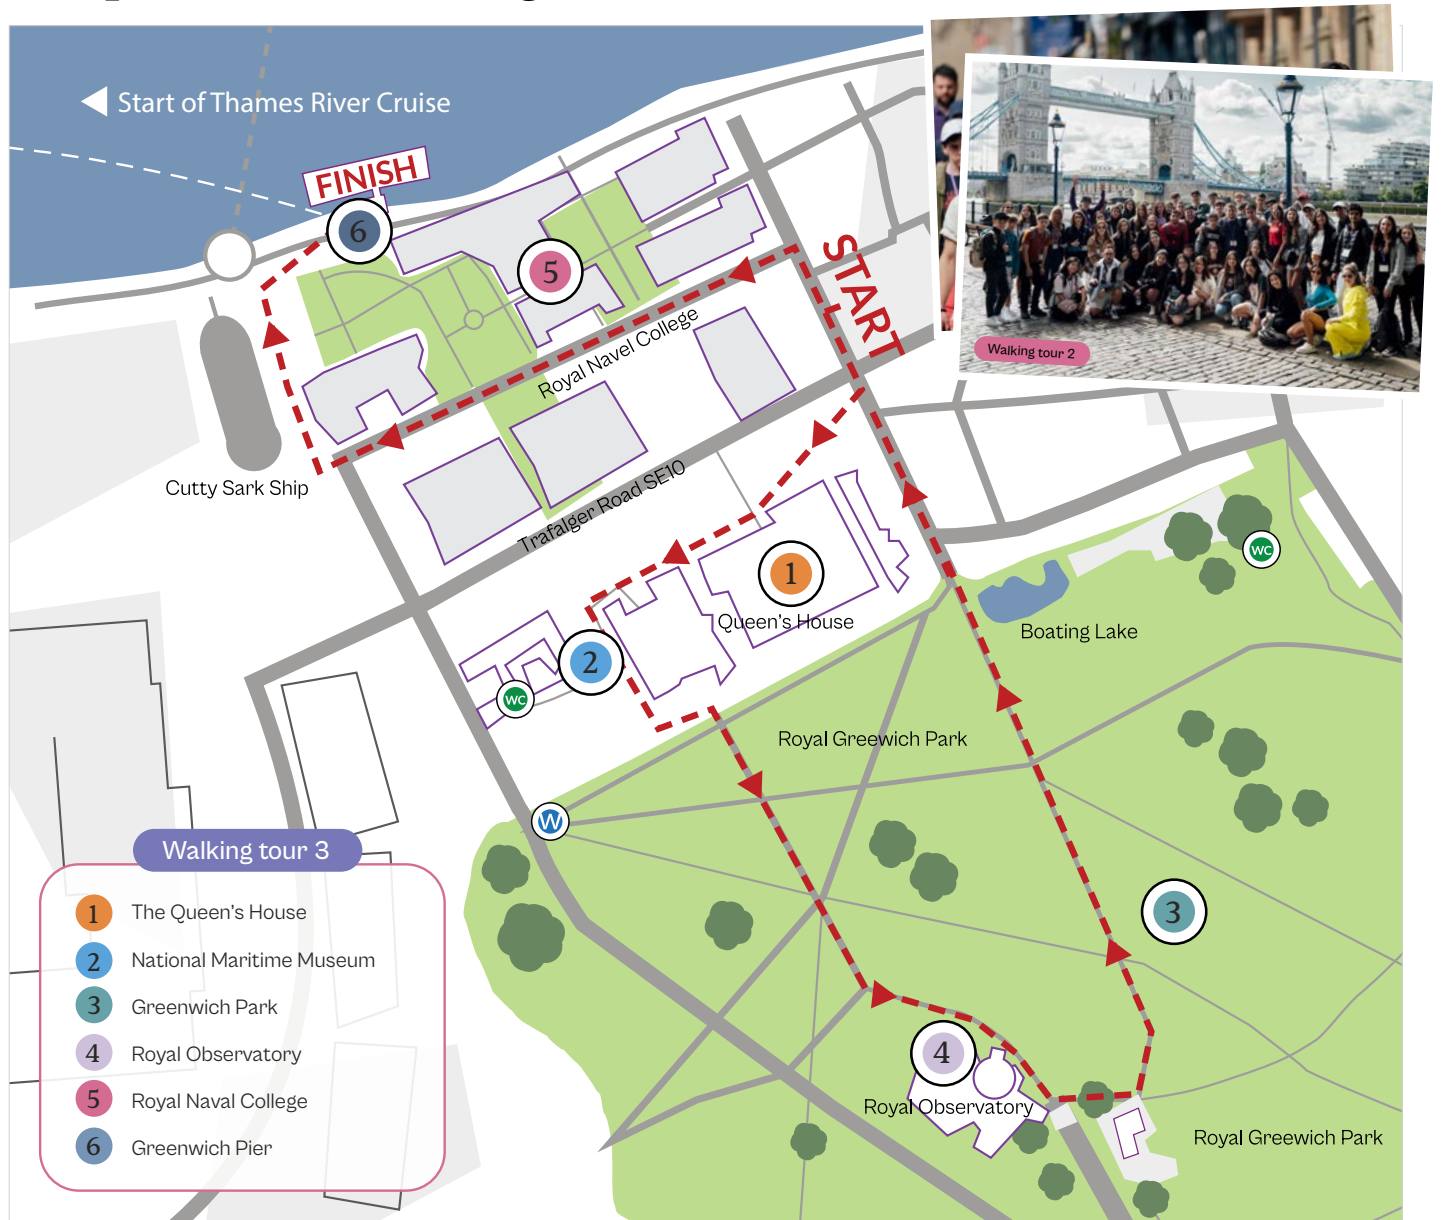 Start of Thames River Cruise
FINISH
6
5
START
Royal Navel College
Walking tour 2
Cutty Sark Ship
Trafalger Road SE10
WC
1
Queen's House
Boating Lake
2
WC
Royal Greewich Park
W
3
4
Royal Observatory
Royal Greewich Park
Walking tour 3
1 The Queen's House
2 National Maritime Museum
3 Greenwich Park
4 Royal Observatory
5 Royal Naval College
6 Greenwich Pier